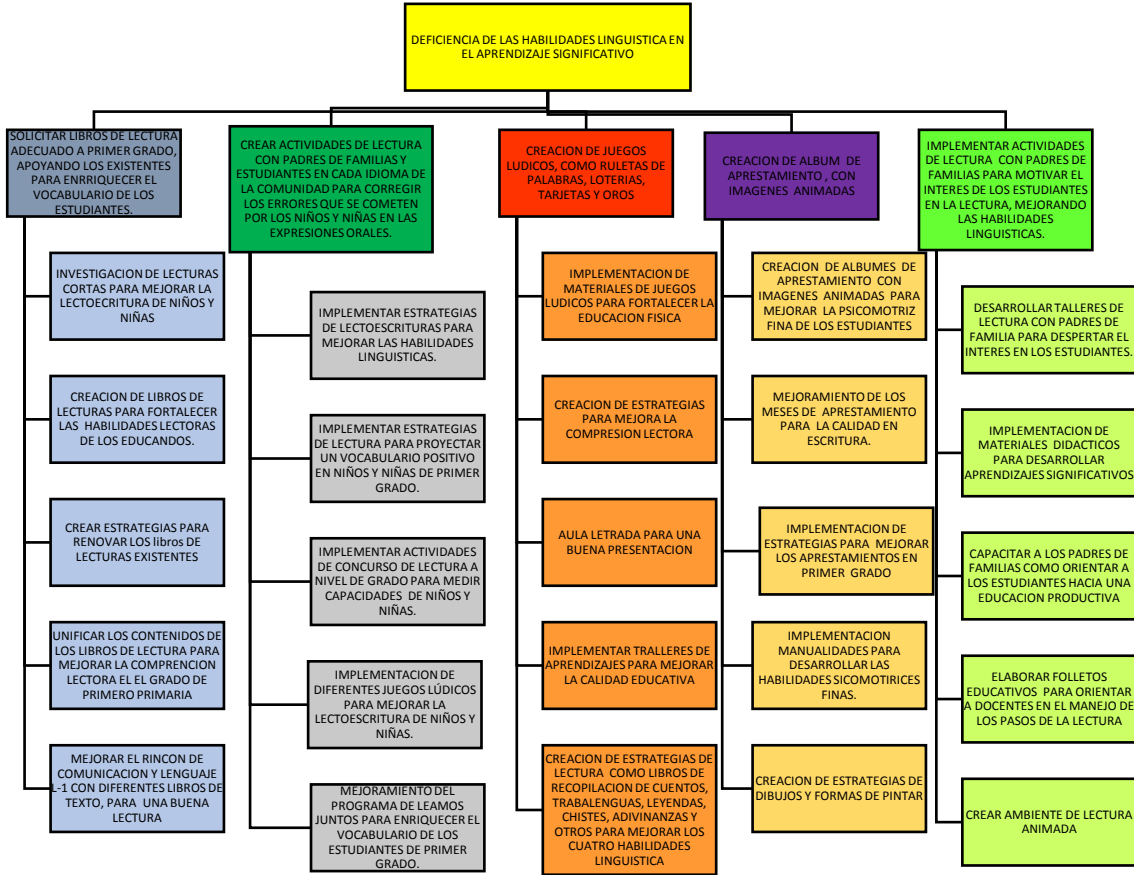 DEFICIENCIA DE LAS HABILIDADES LINGUISTICA EN
EL APRENDIZAJE SIGNIFICATIVO
SOLICITAR LIBROS DE LECTURA
ADECUADO A PRIMER GRADO,
APOYANDO LOS EXISTENTES
PARA ENRRIQUECER EL
VOCABULARIO DE LOS
ESTUDIANTES.
INVESTIGACION DE LECTURAS
CORTAS PARA MEJORAR LA
LECTOECRITURA DE NIÑOS Y
NIÑAS
CREACION DE LIBROS DE
LECTURAS PARA FORTALECER
LAS HABILIDADES LECTORAS
DE LOS EDUCANDOS.
CREAR ESTRATEGIAS PARA
RENOVAR LOS libros DE
LECTURAS EXISTENTES
UNIFICAR LOS CONTENIDOS DE
LOS LIBROS DE LECTURA PARA
MEJORAR LA COMPRENCION
LECTORA EL EL GRADO DE
PRIMERO PRIMARIA
MEJORAR EL RINCON DE
COMUNICACION Y LENGUAJE
L-1 CON DIFERENTES LIBROS DE
TEXTO, PARA UNA BUENA
LECTURA
CREAR ACTIVIDADES DE LECTURA
CON PADRES DE FAMILIAS Y
ESTUDIANTES EN CADA IDIOMA DE
LA COMUNIDAD PARA CORREGIR
LOS ERRORES QUE SE COMETEN
POR LOS NIÑOS Y NIÑAS EN LAS
EXPRESIONES ORALES.
IMPLEMENTAR ESTRATEGIAS
DE LECTOESCRITURAS PARA
MEJORAR LAS HABILIDADES
LINGUISTICAS.
IMPLEMENTAR ESTRATEGIAS
DE LECTURA PARA PROYECTAR
UN VOCABULARIO POSITIVO
EN NIÑOS Y NIÑAS DE PRIMER
GRADO.
IMPLEMENTAR ACTIVIDADES
DE CONCURSO DE LECTURA A
NIVEL DE GRADO PARA MEDIR
CAPACIDADES DE NIÑOS Y
NIÑAS.
IMPLEMENTACION DE
DIFERENTES JUEGOS LÚDICOS
PARA MEJORAR LA
LECTOESCRITURA DE NIÑOS Y
NIÑAS.
MEJORAMIENTO DEL
PROGRAMA DE LEAMOS
JUNTOS PARA ENRIQUECER EL
VOCABULARIO DE LOS
ESTUDIANTES DE PRIMER
GRADO.
CREACION DE JUEGOS
LUDICOS, COMO RULETAS DE
PALABRAS, LOTERIAS,
TARJETAS Y OROS
IMPLEMENTACION DE
MATERIALES DE JUEGOS
LUDICOS PARA FORTALECER LA
EDUCACION FISICA
CREACION DE ESTRATEGIAS
PARA MEJORA LA
COMPRESION LECTORA
AULA LETRADA PARA UNA
BUENA PRESENTACION
IMPLEMENTAR TRALLERES DE
APRENDIZAJES PARA MEJORAR
LA CALIDAD EDUCATIVA
CREACION DE ESTRATEGIAS DE
LECTURA COMO LIBROS DE
RECOPILACION DE CUENTOS,
TRABALENGUAS, LEYENDAS,
CHISTES, ADIVINANZAS Y
OTROS PARA MEJORAR LOS
CUATRO HABILIDADES
LINGUISTICA
CREACION DE ALBUM DE
APRESTAMIENTO , CON
IMAGENES ANIMADAS
CREACION DE ALBUMES DE
APRESTAMIENTO CON
IMAGENES ANIMADAS PARA
MEJORAR LA PSICOMOTRIZ
FINA DE LOS ESTUDIANTES
MEJORAMIENTO DE LOS
MESES DE APRESTAMIENTO
PARA LA CALIDAD EN
ESCRITURA.
IMPLEMENTACION DE
ESTRATEGIAS PARA MEJORAR
LOS APRESTAMIENTOS EN
PRIMER GRADO
IMPLEMENTACION
MANUALIDADES PARA
DESARROLLAR LAS
HABILIDADES SICOMOTIRICES
FINAS.
CREACION DE ESTRATEGIAS DE
DIBUJOS Y FORMAS DE PINTAR
IMPLEMENTAR ACTIVIDADES
DE LECTURA CON PADRES DE
FAMILIAS PARA MOTIVAR EL
INTERES DE LOS ESTUDIANTES
EN LA LECTURA, MEJORANDO
LAS HABILIDADES
LINGUISTICAS.
DESARROLLAR TALLERES DE
LECTURA CON PADRES DE
FAMILIA PARA DESPERTAR EL
INTERES EN LOS ESTUDIANTES.
IMPLEMENTACION DE
MATERIALES DIDACTICOS
PARA DESARROLLAR
APRENDIZAJES SIGNIFICATIVOS
CAPACITAR A LOS PADRES DE
FAMILIAS COMO ORIENTAR A
LOS ESTUDIANTES HACIA UNA
EDUCACION PRODUCTIVA
ELABORAR FOLLETOS
EDUCATIVOS PARA ORIENTAR
A DOCENTES EN EL MANEJO DE
LOS PASOS DE LA LECTURA
CREAR AMBIENTE DE LECTURA
ANIMADA